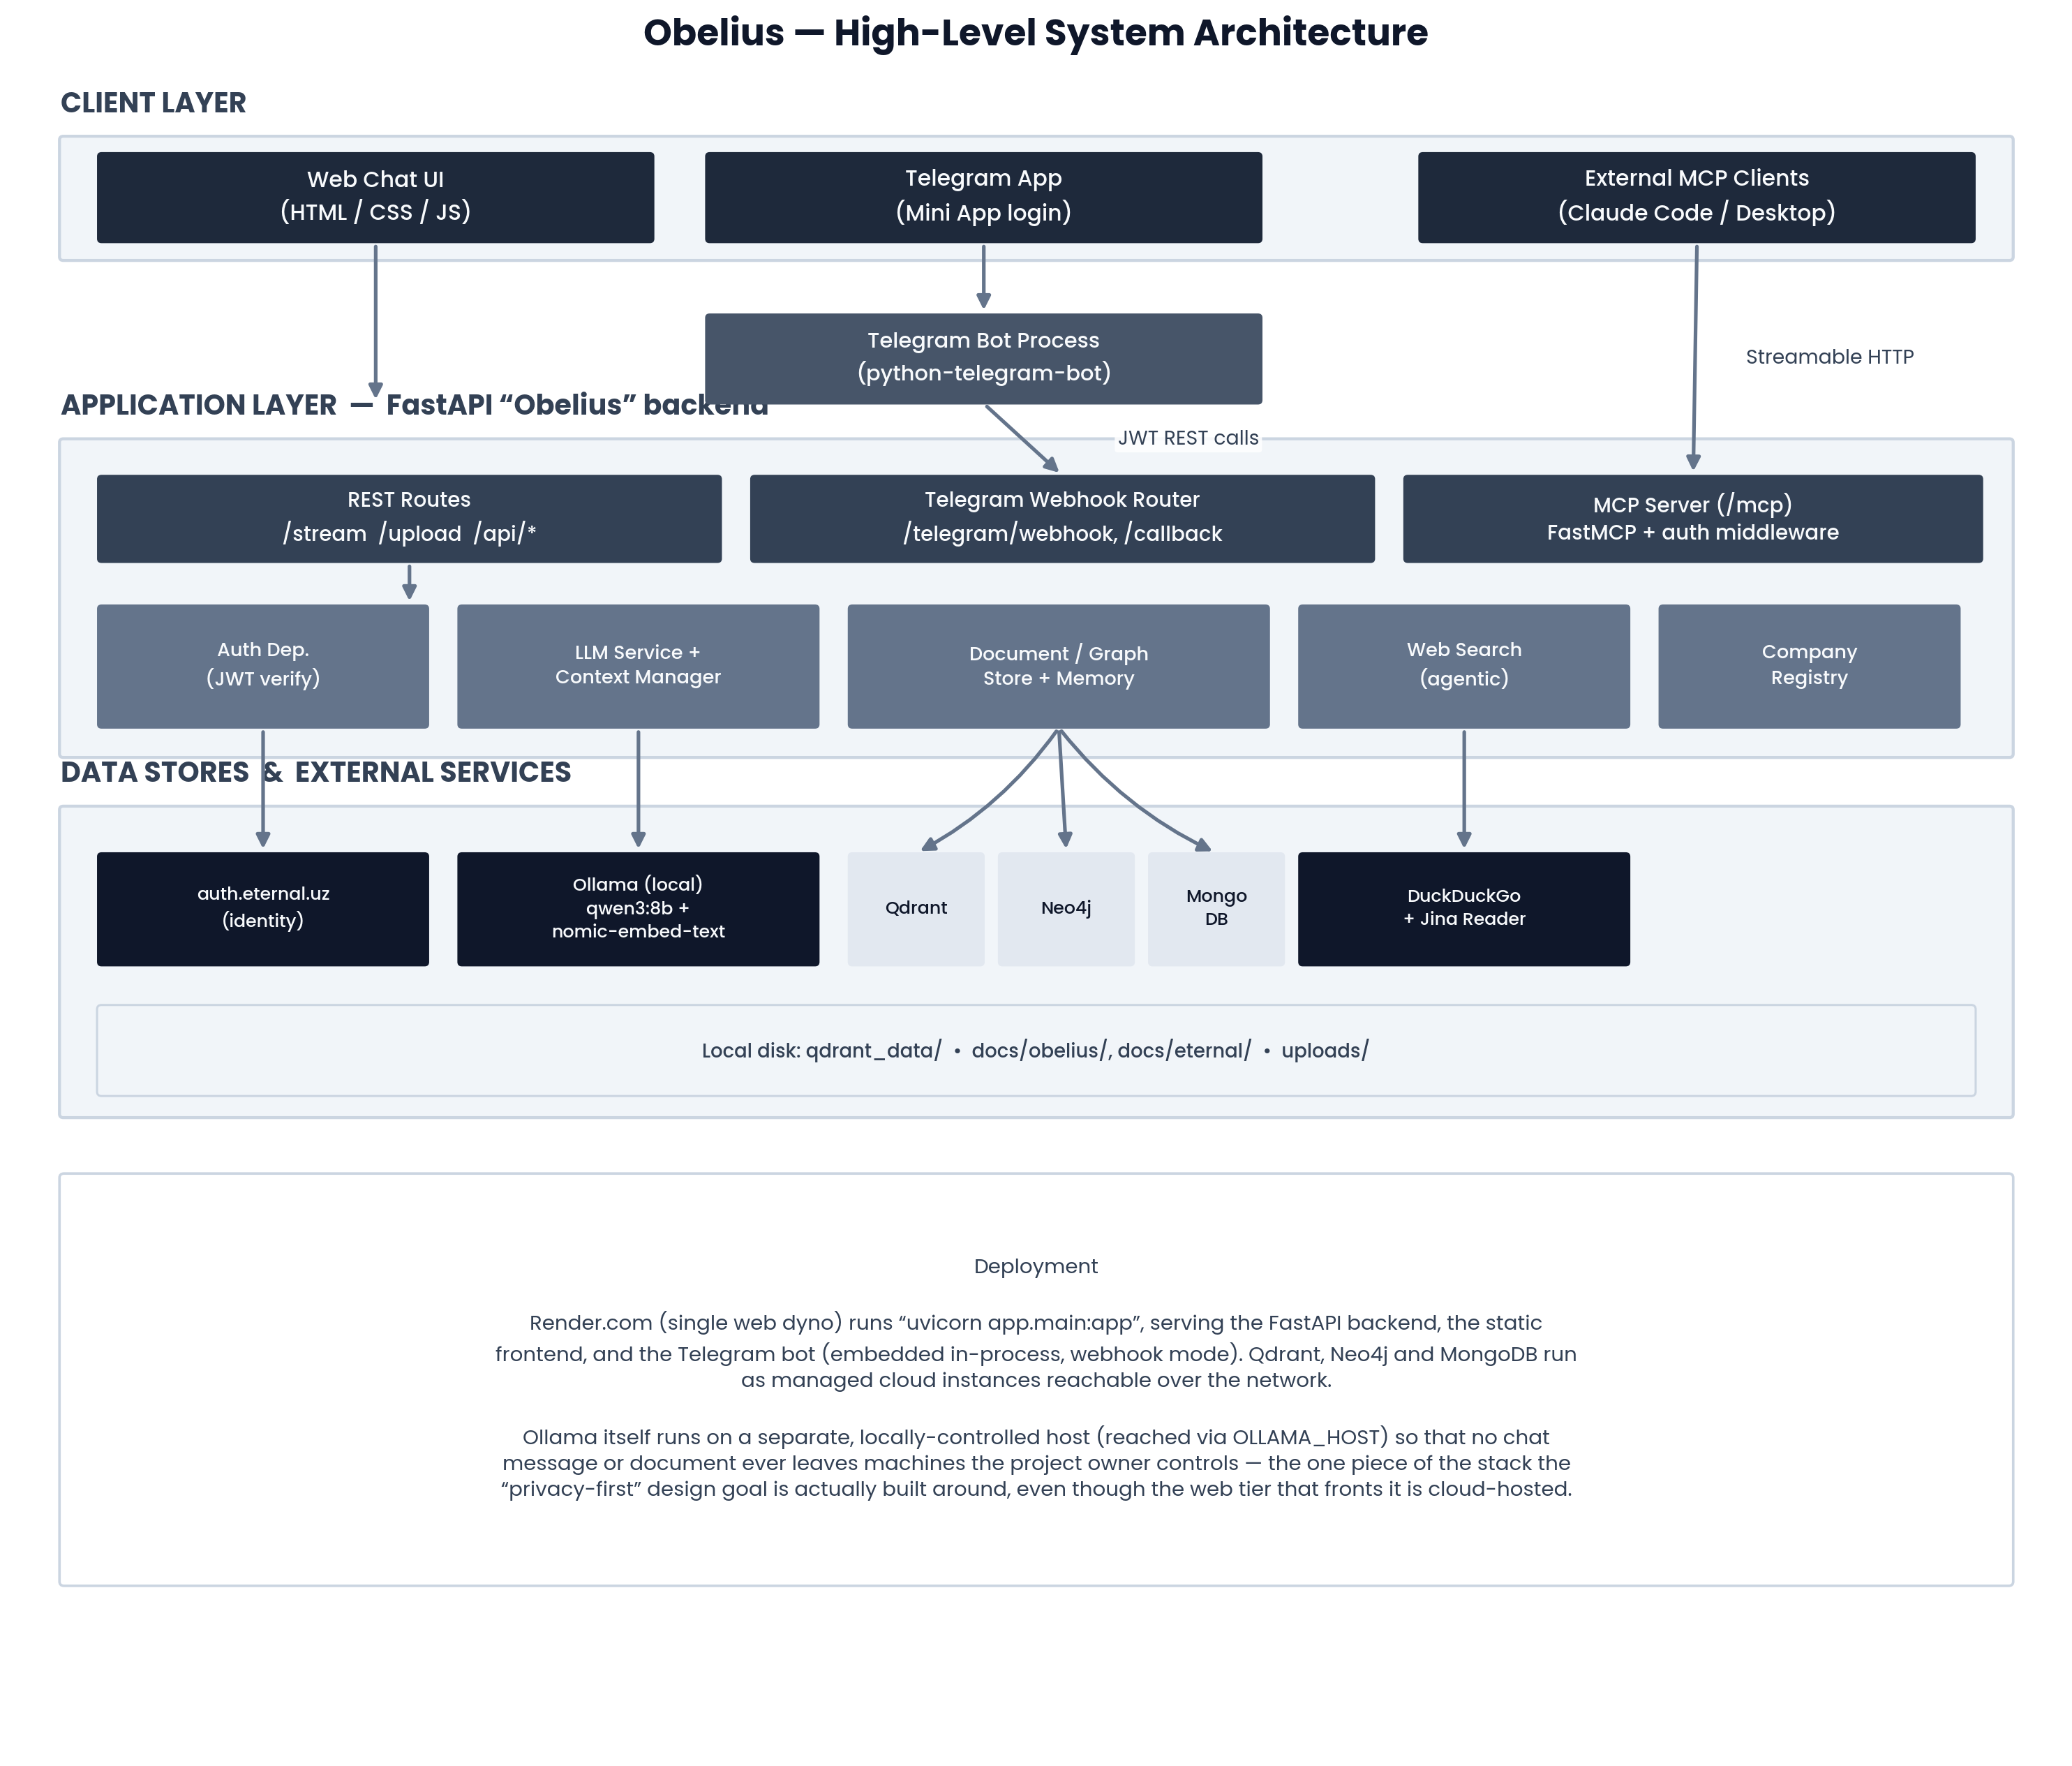 Obelius — High-Level System Architecture
CLIENT LAYER
Web Chat UI
(HTML / CSS / JS)
Telegram App
(Mini App login)
External MCP Clients
(Claude Code / Desktop)
Telegram Bot Process
(python-telegram-bot)
Streamable HTTP
APPLICATION LAYER — FastAPI “Obelius” backend
JWT REST calls
REST Routes
/stream /upload /api/*
Telegram Webhook Router
/telegram/webhook, /callback
MCP Server (/mcp)
FastMCP + auth middleware
Auth Dep.
(JWT verify)
LLM Service +
Context Manager
Document / Graph
Store + Memory
Web Search
(agentic)
Company
Registry
DATA STORES & EXTERNAL SERVICES
auth.eternal.uz
(identity)
Ollama (local)
qwen3:8b +
nomic-embed-text
Qdrant
Neo4j
Mongo
DB
DuckDuckGo
+ Jina Reader
Local disk: qdrant_data/ • docs/obelius/, docs/eternal/ • uploads/
Deployment
Render.com (single web dyno) runs “uvicorn app.main:app”, serving the FastAPI backend, the static
frontend, and the Telegram bot (embedded in-process, webhook mode). Qdrant, Neo4j and MongoDB run
as managed cloud instances reachable over the network.
Ollama itself runs on a separate, locally-controlled host (reached via OLLAMA_HOST) so that no chat
message or document ever leaves machines the project owner controls — the one piece of the stack the
“privacy-first” design goal is actually built around, even though the web tier that fronts it is cloud-hosted.